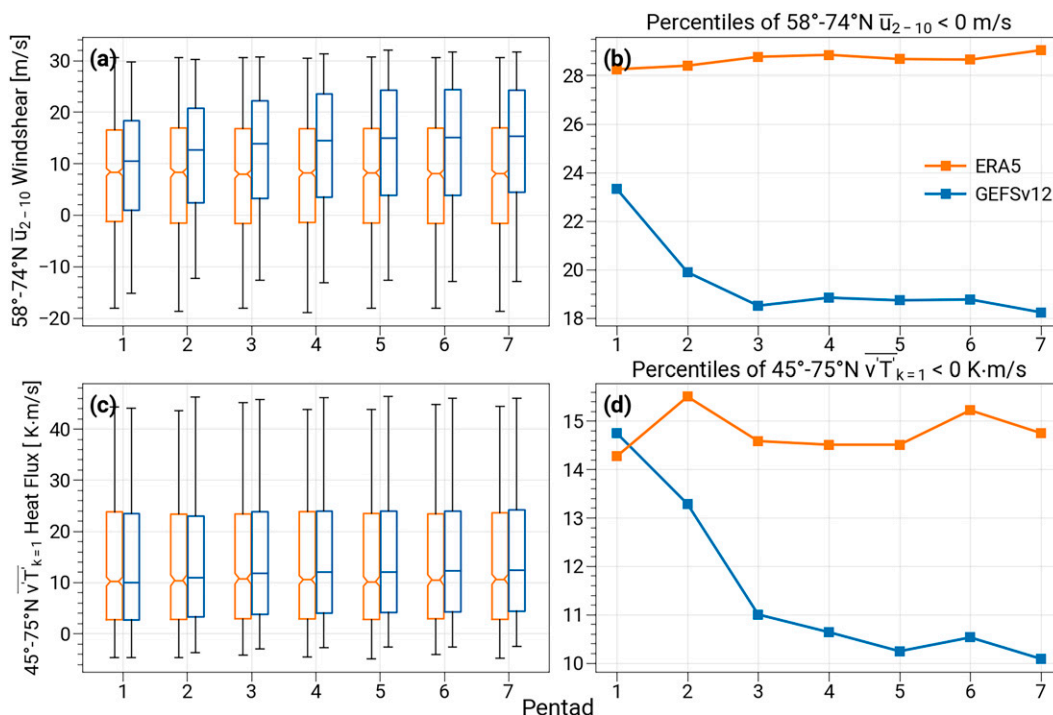 Percentiles of 58°-74°N u̅₂₋₁₀ < 0 m/s
(a)
(b)
58°-74°N u̅₂₋₁₀ Windshear [m/s]
30
20
10
0
−10
−20
1 2 3 4 5 6 7
28
26
24
22
20
18
ERA5
GEFSv12
1 2 3 4 5 6 7
Percentiles of 45°-75°N v'T'ₖ₌₁ < 0 K·m/s
(c)
(d)
45°-75°N v'T'ₖ₌₁ Heat Flux [ K·m/s]
40
30
20
10
0
1 2 3 4 5 6 7
15
14
13
12
11
10
1 2 3 4 5 6 7
Pentad